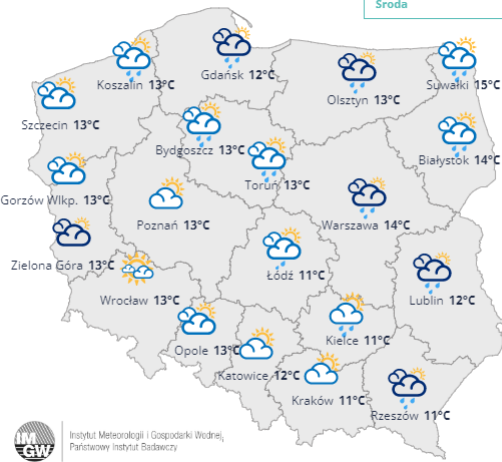 Środa
Koszalin 13°C
Gdańsk 12°C
Olsztyn 13°C
Suwałki 15°C
Szczecin 13°C
Bydgoszcz 13°C
Białystok 14°C
Toruń 13°C
Gorzów Wlkp. 13°C
Poznań 13°C
Warszawa 14°C
Zielona Góra 13°C
Łódź 11°C
Wrocław 13°C
Lublin 12°C
Opole 13°C
Kielce 11°C
Katowice 12°C
Kraków 11°C
Rzeszów 11°C
IM
GW
Instytut Meteorologii i Gospodarki Wodnej,
Państwowy Instytut Badawczy